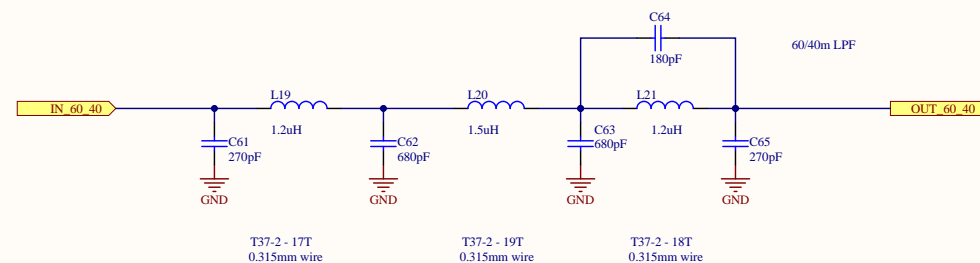 C64
180pF
60/40m LPF
IN_60_40
L19
1.2uH
L20
1.5uH
L21
1.2uH
OUT_60_40
C61
270pF
C62
680pF
C63
680pF
C65
270pF
GND
GND
GND
GND
T37-2 - 17T
0.315mm wire
T37-2 - 19T
0.315mm wire
T37-2 - 18T
0.315mm wire